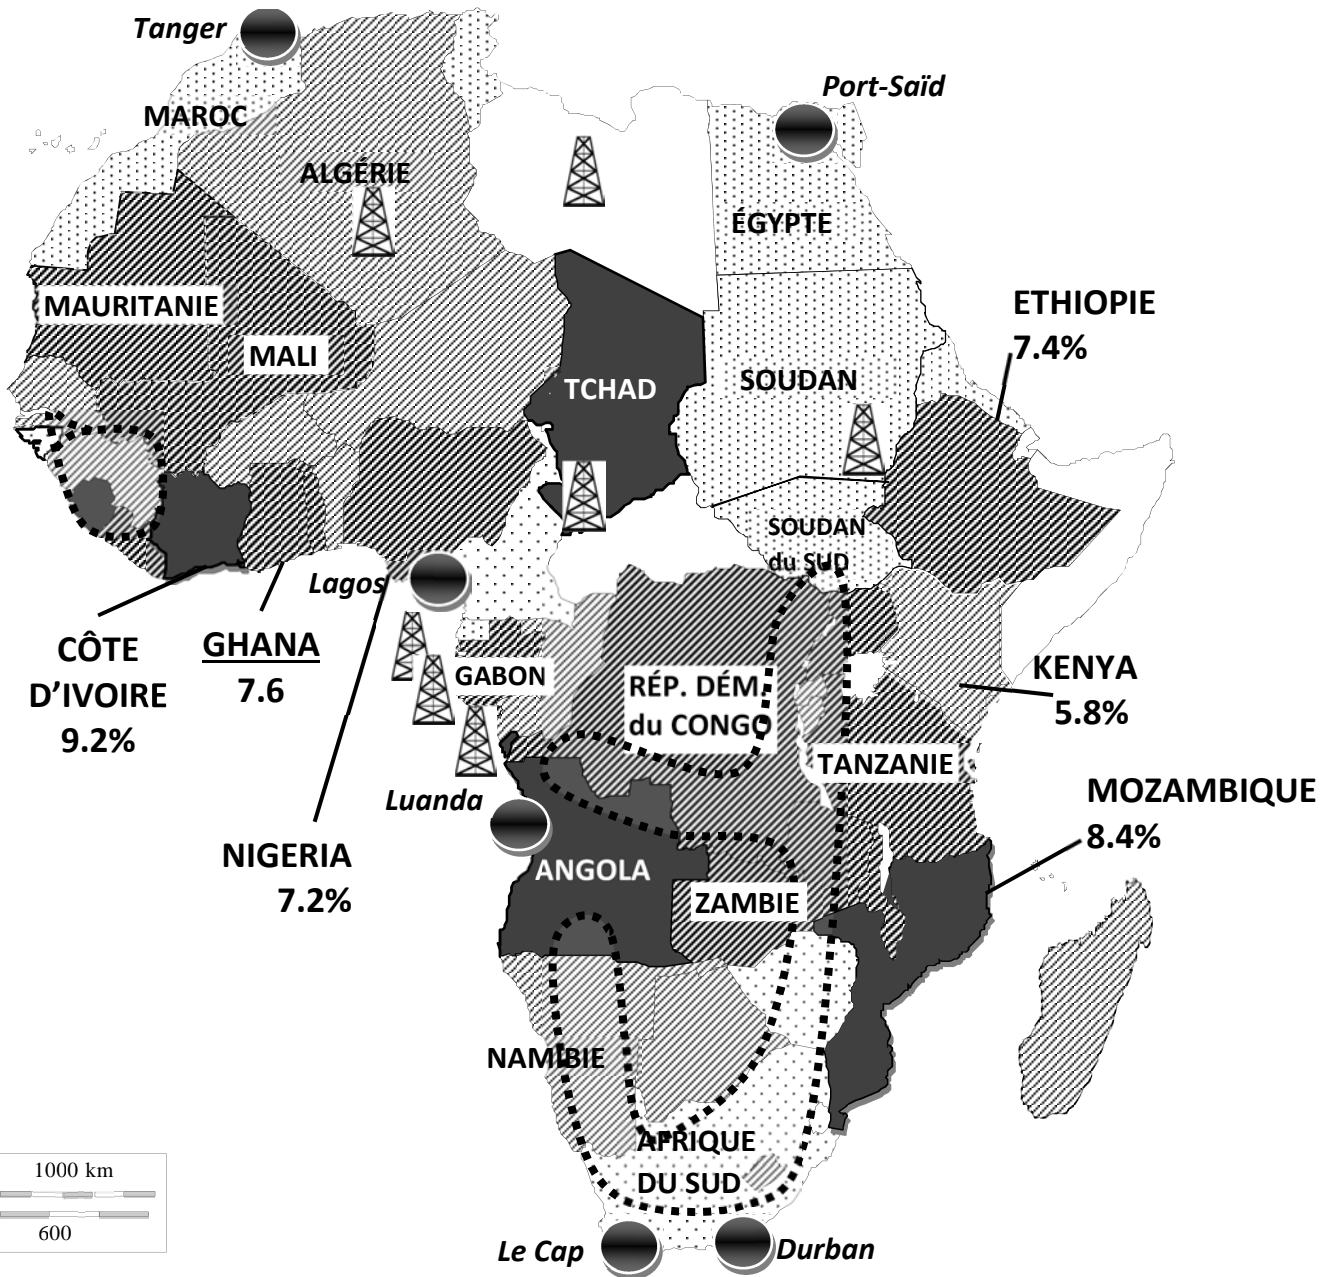 Tanger
Port-Saïd
MAROC
ALGÉRIE
ÉGYPTE
MAURITANIE
MALI
TCHAD
SOUDAN
ETHIOPIE
7.4%
SOUDAN
du SUD
Lagos
CÔTE
D’IVOIRE
9.2%
GHANA
7.6
GABON
RÉP. DÉM.
du CONGO
KENYA
5.8%
TANZANIE
MOZAMBIQUE
8.4%
Luanda
NIGERIA
7.2%
ANGOLA
ZAMBIE
NAMIBIE
AFRIQUE
DU SUD
1000 km
600
Le Cap
Durban